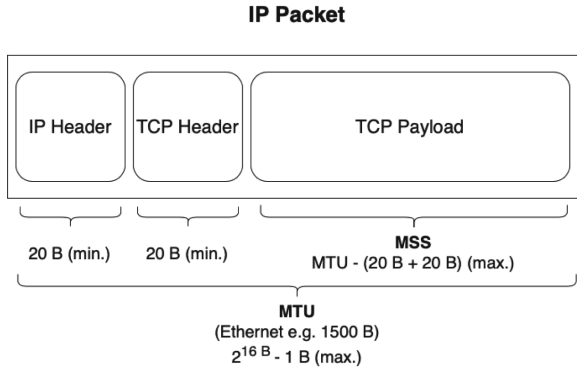 IP Packet
IP Header
TCP Header
TCP Payload
20 B (min.)
20 B (min.)
MSS
MTU - (20 B + 20 B) (max.)
MTU
(Ethernet e.g. 1500 B)
2^16 B - 1 B (max.)